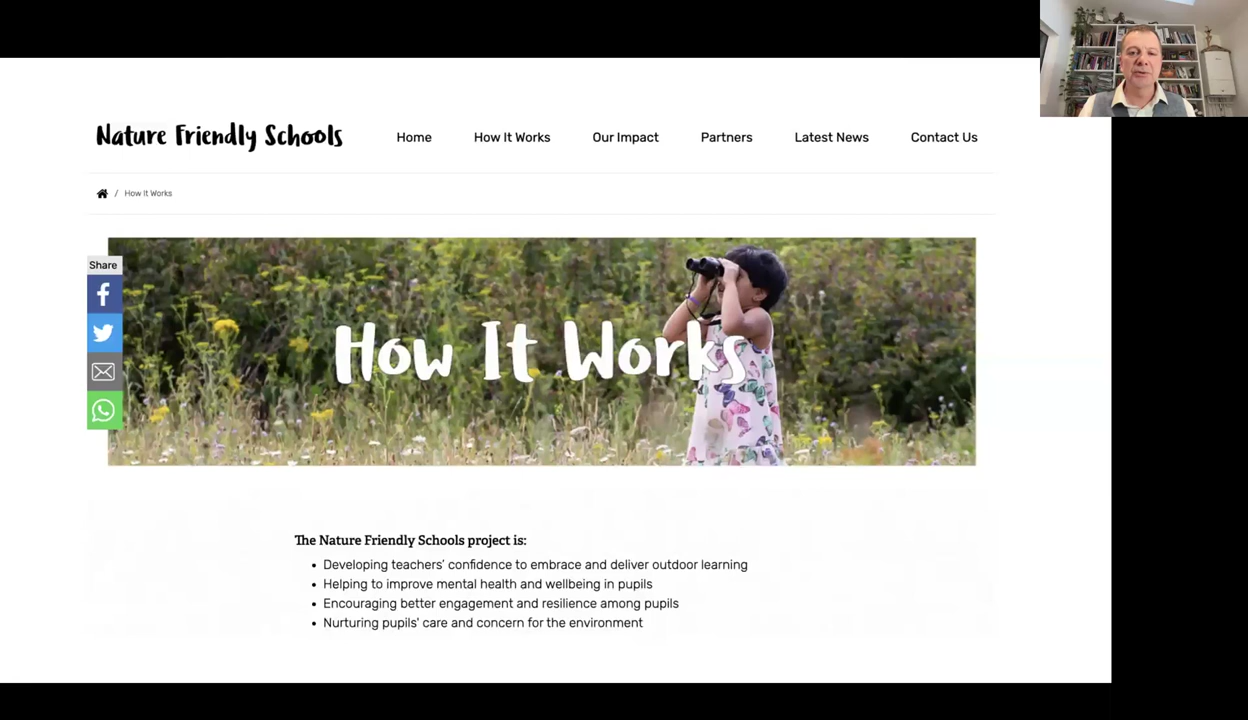 Nature Friendly Schools
Home How It Works Our Impact Partners Latest News Contact Us
/ How It Works
Share
How It Works
The Nature Friendly Schools project is:
• Developing teachers' confidence to embrace and deliver outdoor learning
• Helping to improve mental health and wellbeing in pupils
• Encouraging better engagement and resilience among pupils
• Nurturing pupils' care and concern for the environment